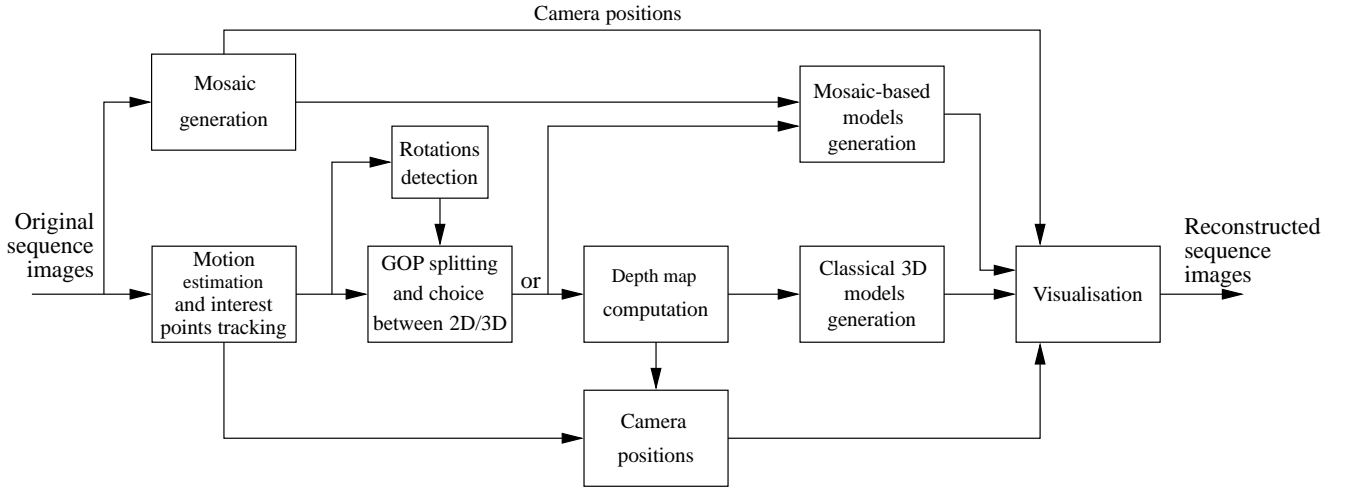 Camera positions
Mosaic
generation
Mosaic-based
models
generation
Rotations
detection
Original
sequence
images
Motion
estimation
and interest
points tracking
GOP splitting
and choice
between 2D/3D
or
Depth map
computation
Classical 3D
models
generation
Visualisation
Reconstructed
sequence
images
Camera
positions